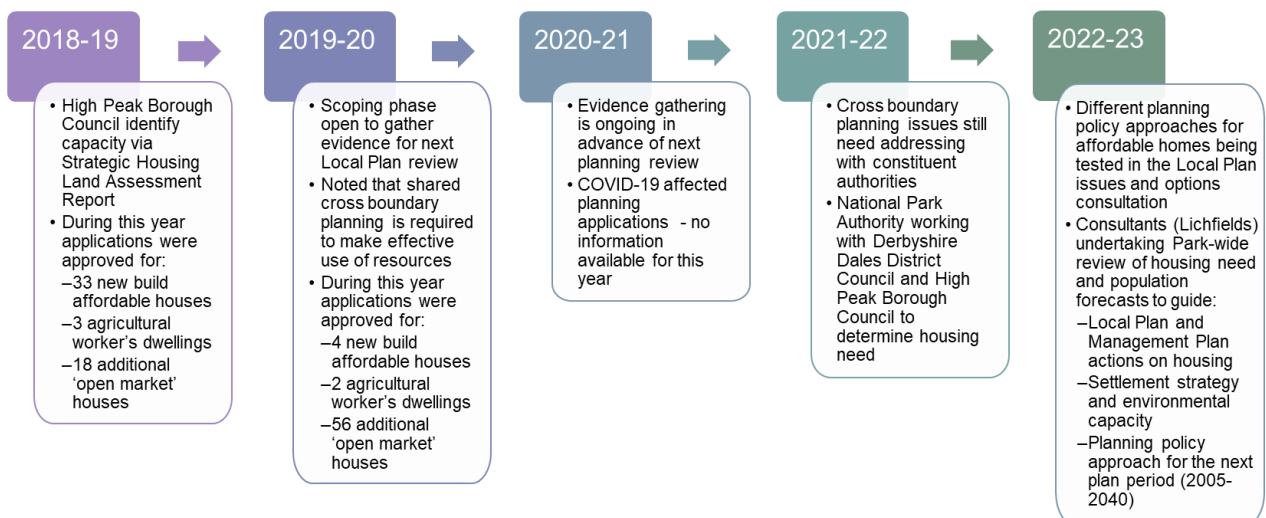 2018-19
• High Peak Borough
Council identify
capacity via
Strategic Housing
Land Assessment
Report
• During this year
applications were
approved for:
–33 new build
affordable houses
–3 agricultural
worker's dwellings
–18 additional
'open market'
houses
2019-20
• Scoping phase
open to gather
evidence for next
Local Plan review
• Noted that shared
cross boundary
planning is required
to make effective
use of resources
• During this year
applications were
approved for:
–4 new build
affordable houses
–2 agricultural
worker's dwellings
–56 additional
'open market'
houses
2020-21
• Evidence gathering
is ongoing in
advance of next
planning review
• COVID-19 affected
planning
applications - no
information
available for this
year
2021-22
• Cross boundary
planning issues still
need addressing
with constituent
authorities
• National Park
Authority working
with Derbyshire
Dales District
Council and High
Peak Borough
Council to
determine housing
need
2022-23
• Different planning
policy approaches for
affordable homes being
tested in the Local Plan
issues and options
consultation
• Consultants (Lichfields)
undertaking Park-wide
review of housing need
and population
forecasts to guide:
–Local Plan and
Management Plan
actions on housing
–Settlement strategy
and environmental
capacity
–Planning policy
approach for the next
plan period (2005-
2040)